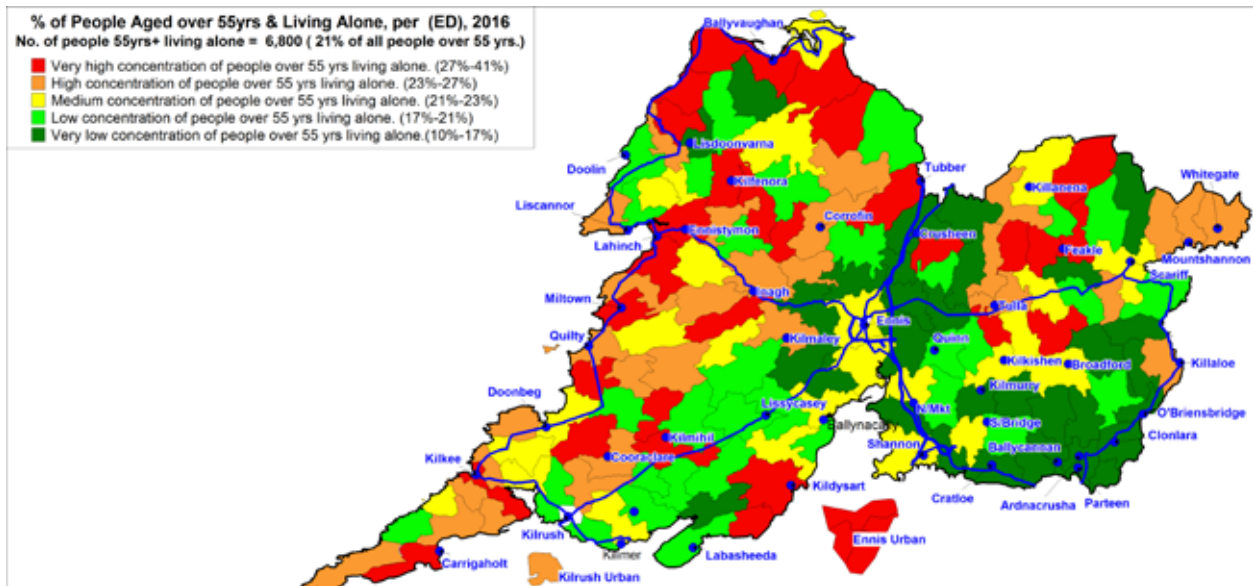 % of People Aged over 55yrs & Living Alone, per (ED), 2016
No. of people 55yrs+ living alone = 6,800 ( 21% of all people over 55 yrs.)
Very high concentration of people over 55 yrs living alone. (27%-41%)
High concentration of people over 55 yrs living alone. (23%-27%)
Medium concentration of people over 55 yrs living alone. (21%-23%)
Low concentration of people over 55 yrs living alone. (17%-21%)
Very low concentration of people over 55 yrs living alone.(10%-17%)
Ballyvaughan
Lisdoonvarna
Doolin
Tubber
Kilfenora
Killanena
Whitegate
Liscannor
Corrofin
Ennistymon
Crusheen
Lahinch
Feakle
Mountshannon
Scariff
Inagh
Miltown
Tulla
Ennis
Quilty
Kilmaley
Quinn
Kilkishen
Broadford
Killaloe
Kilmurry
Doonbeg
Lissycasey
N/Mkt
O'Briensbridge
Ballynacally
S/Bridge
Clonlara
Kilmihil
Shannon
Ballycannan
Cooraclare
Kilkee
Kildysart
Cratloe
Ardnacrusha
Parteen
Kilrush
Ennis Urban
Killimer
Labasheeda
Carrigaholt
Kilrush Urban